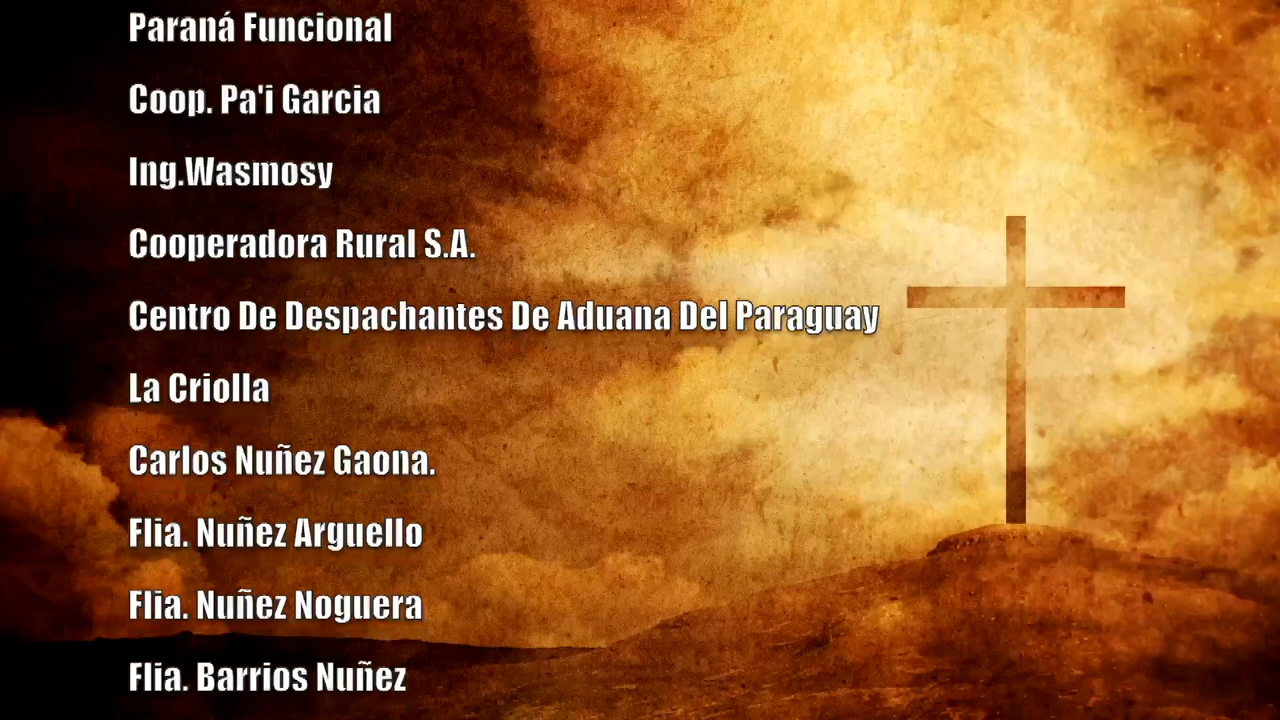 Paraná Funcional
Coop. Pa'i Garcia
Ing.Wasmosy
Cooperadora Rural S.A.
Centro De Despachantes De Aduana Del Paraguay
La Criolla
Carlos Nuñez Gaona.
Flia. Nuñez Arguello
Flia. Nuñez Noguera
Flia. Barrios Nuñez